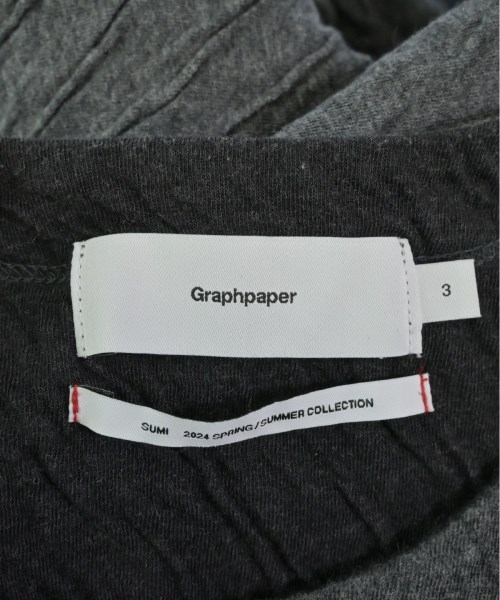 Graphpaper
3
SUMI 2024 SPRING / SUMMER COLLECTION